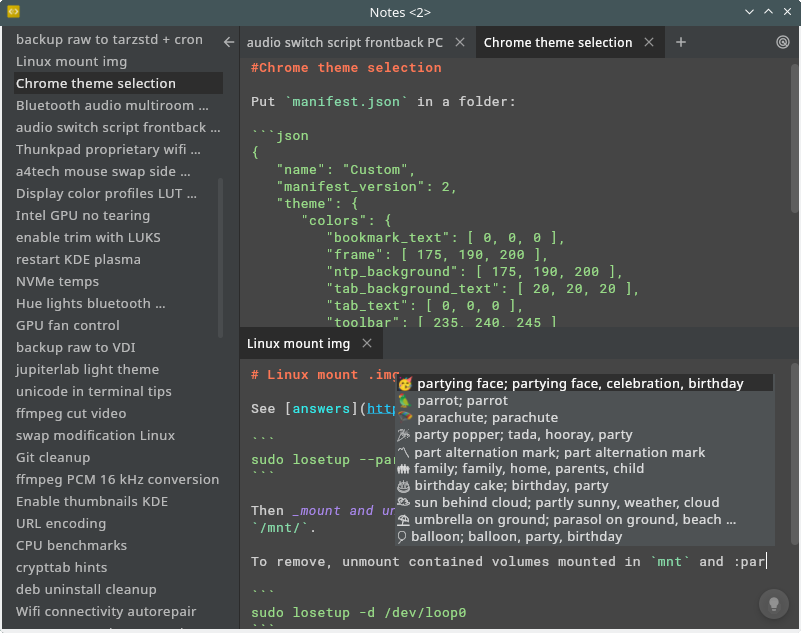 Notes <2>
backup raw to tarzstd + cron
Linux mount img
Chrome theme selection
Bluetooth audio multiroom ...
audio switch script frontback ...
Thunkpad proprietary wifi ...
a4tech mouse swap side ...
Display color profiles LUT ...
Intel GPU no tearing
enable trim with LUKS
restart KDE plasma
NVMe temps
Hue lights bluetooth ...
GPU fan control
backup raw to VDI
jupiterlab light theme
unicode in terminal tips
ffmpeg cut video
swap modification Linux
Git cleanup
ffmpeg PCM 16 kHz conversion
Enable thumbnails KDE
URL encoding
CPU benchmarks
crypttab hints
deb uninstall cleanup
Wifi connectivity autorepair
audio switch script frontback PC
Chrome theme selection
#Chrome theme selection
Put `manifest.json` in a folder:
```json
{
"name": "Custom",
"manifest_version": 2,
"theme": {
"colors": {
"bookmark_text": [ 0, 0, 0 ],
"frame": [ 175, 190, 200 ],
"ntp_background": [ 175, 190, 200 ],
"tab_background_text": [ 20, 20, 20 ],
"tab_text": [ 0, 0, 0 ],
"toolbar": [ 235, 240, 245 ]
Linux mount img
# Linux mount .img
See [answers](http
```
sudo losetup --par
```
Then _mount and un
`/mnt/`.
To remove, unmount contained volumes mounted in `mnt` and :par
```
sudo losetup -d /dev/loop0
```
partying face; partying face, celebration, birthday
parrot; parrot
parachute; parachute
party popper; tada, hooray, party
part alternation mark; part alternation mark
family; family, home, parents, child
birthday cake; birthday, party
sun behind cloud; partly sunny, weather, cloud
umbrella on ground; parasol on ground, beach ...
balloon; balloon, party, birthday